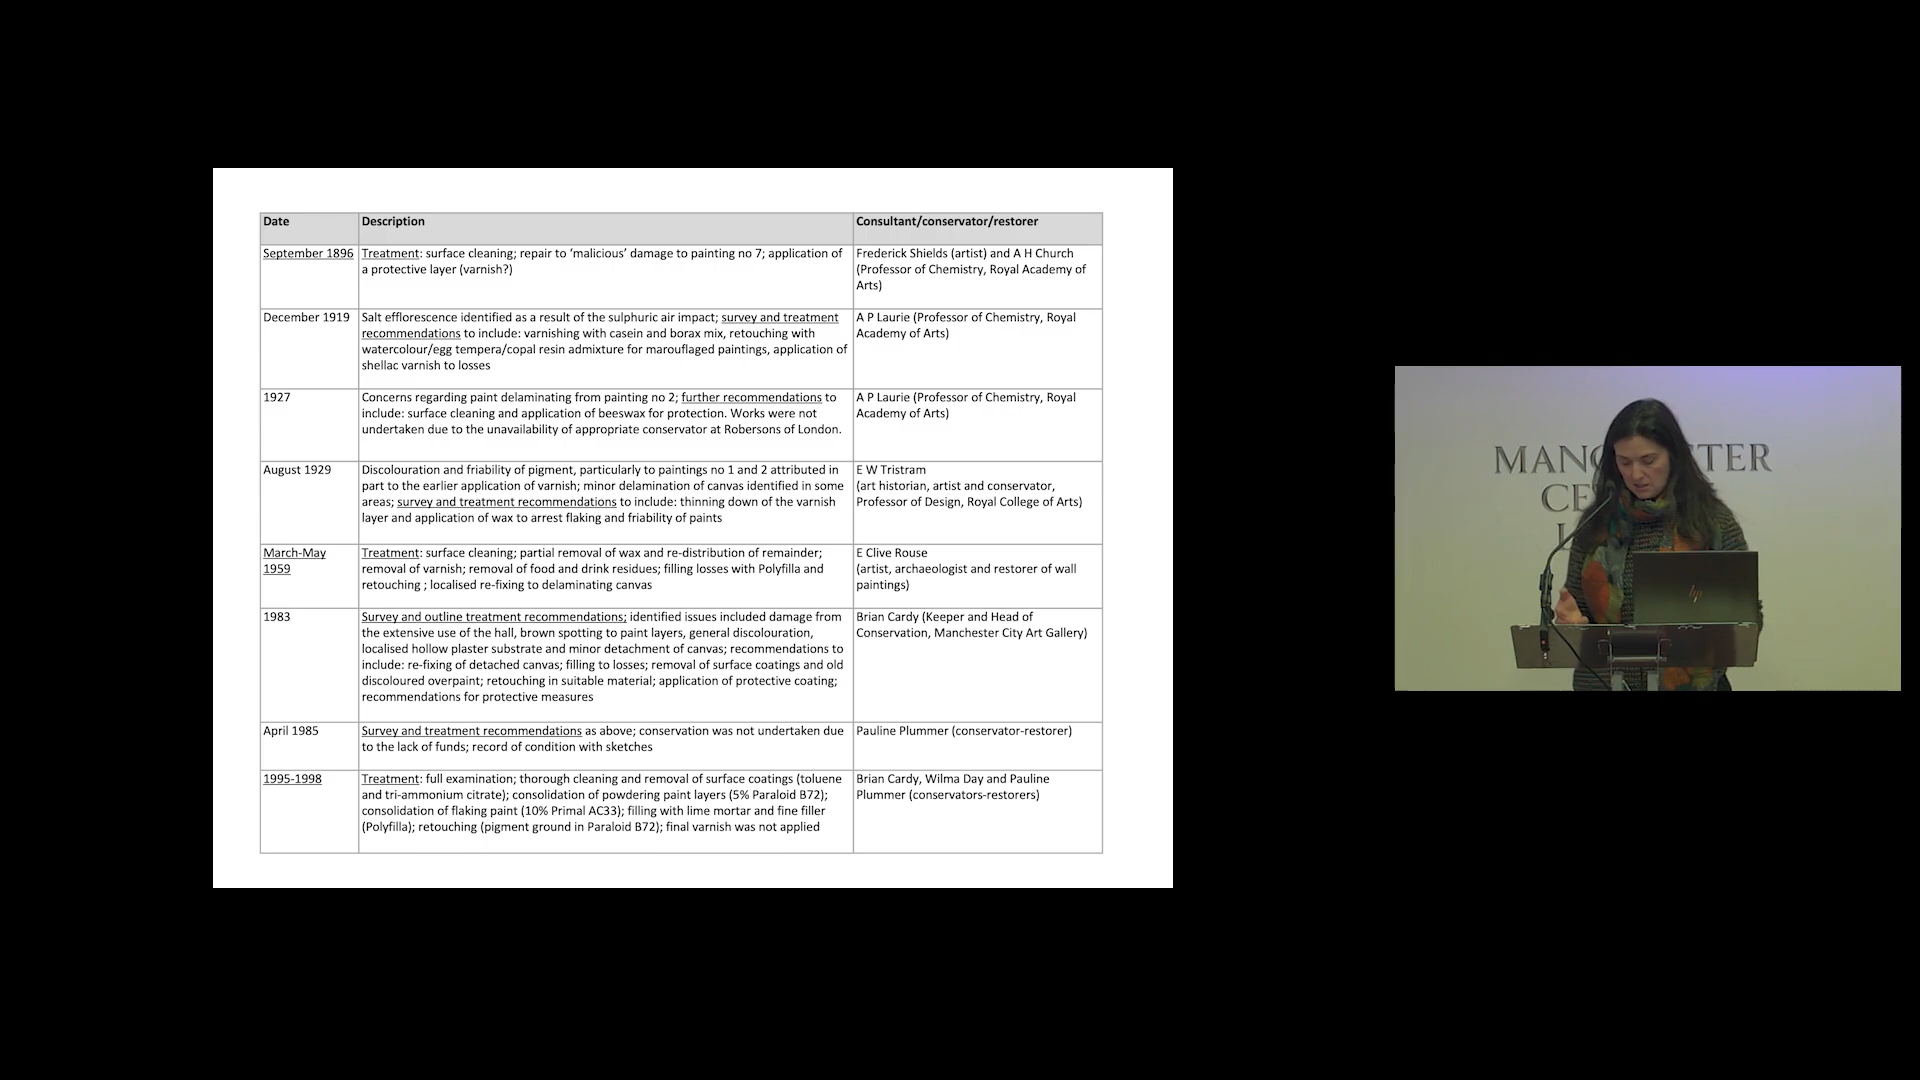 Date Description Consultant/conservator/restorer
September 1896 Treatment: surface cleaning; repair to ‘malicious’ damage to painting no 7; application of
a protective layer (varnish?)
Frederick Shields (artist) and A H Church
(Professor of Chemistry, Royal Academy of
Arts)
December 1919 Salt efflorescence identified as a result of the sulphuric air impact; survey and treatment
recommendations to include: varnishing with casein and borax mix, retouching with
watercolour/egg tempera/copal resin admixture for marouflaged paintings, application of
shellac varnish to losses
A P Laurie (Professor of Chemistry, Royal
Academy of Arts)
1927 Concerns regarding paint delaminating from painting no 2; further recommendations to
include: surface cleaning and application of beeswax for protection. Works were not
undertaken due to the unavailability of appropriate conservator at Robersons of London.
A P Laurie (Professor of Chemistry, Royal
Academy of Arts)
August 1929 Discolouration and friability of pigment, particularly to paintings no 1 and 2 attributed in
part to the earlier application of varnish; minor delamination of canvas identified in some
areas; survey and treatment recommendations to include: thinning down of the varnish
layer and application of wax to arrest flaking and friability of paints
E W Tristram
(art historian, artist and conservator,
Professor of Design, Royal College of Arts)
March-May
1959
Treatment: surface cleaning; partial removal of wax and re-distribution of remainder;
removal of varnish; removal of food and drink residues; filling losses with Polyfilla and
retouching ; localised re-fixing to delaminating canvas
E Clive Rouse
(artist, archaeologist and restorer of wall
paintings)
1983 Survey and outline treatment recommendations; identified issues included damage from
the extensive use of the hall, brown spotting to paint layers, general discolouration,
localised hollow plaster substrate and minor detachment of canvas; recommendations to
include: re-fixing of detached canvas; filling to losses; removal of surface coatings and old
discoloured overpaint; retouching in suitable material; application of protective coating;
recommendations for protective measures
Brian Cardy (Keeper and Head of
Conservation, Manchester City Art Gallery)
April 1985 Survey and treatment recommendations as above; conservation was not undertaken due
to the lack of funds; record of condition with sketches
Pauline Plummer (conservator-restorer)
1995-1998 Treatment: full examination; thorough cleaning and removal of surface coatings (toluene
and tri-ammonium citrate); consolidation of powdering paint layers (5% Paraloid B72);
consolidation of flaking paint (10% Primal AC33); filling with lime mortar and fine filler
(Polyfilla); retouching (pigment ground in Paraloid B72); final varnish was not applied
Brian Cardy, Wilma Day and Pauline
Plummer (conservators-restorers)
hp